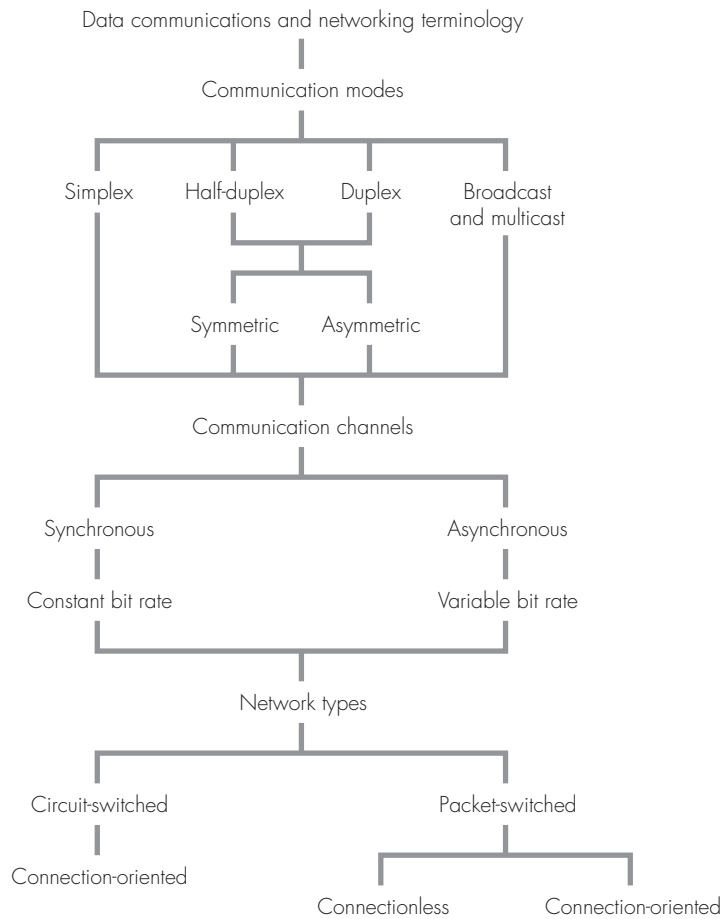 Data communications and networking terminology
Communication modes
Simplex
Half-duplex
Duplex
Broadcast
and multicast
Symmetric
Asymmetric
Communication channels
Synchronous
Asynchronous
Constant bit rate
Variable bit rate
Network types
Circuit-switched
Packet-switched
Connection-oriented
Connectionless
Connection-oriented